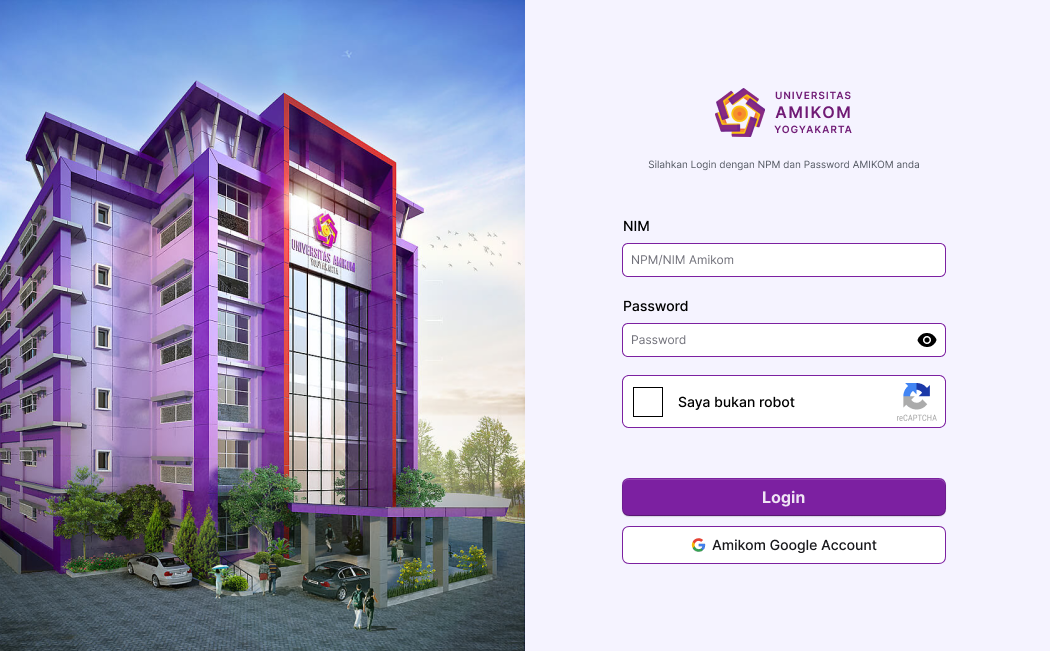 UNIVERSITAS AMIKOM
YOGYAKARTA
UNIVERSITAS
AMIKOM
YOGYAKARTA
Silahkan Login dengan NPM dan Password AMIKOM anda
NIM
NPM/NIM Amikom
Password
Password
Saya bukan robot
reCAPTCHA
Login
Amikom Google Account